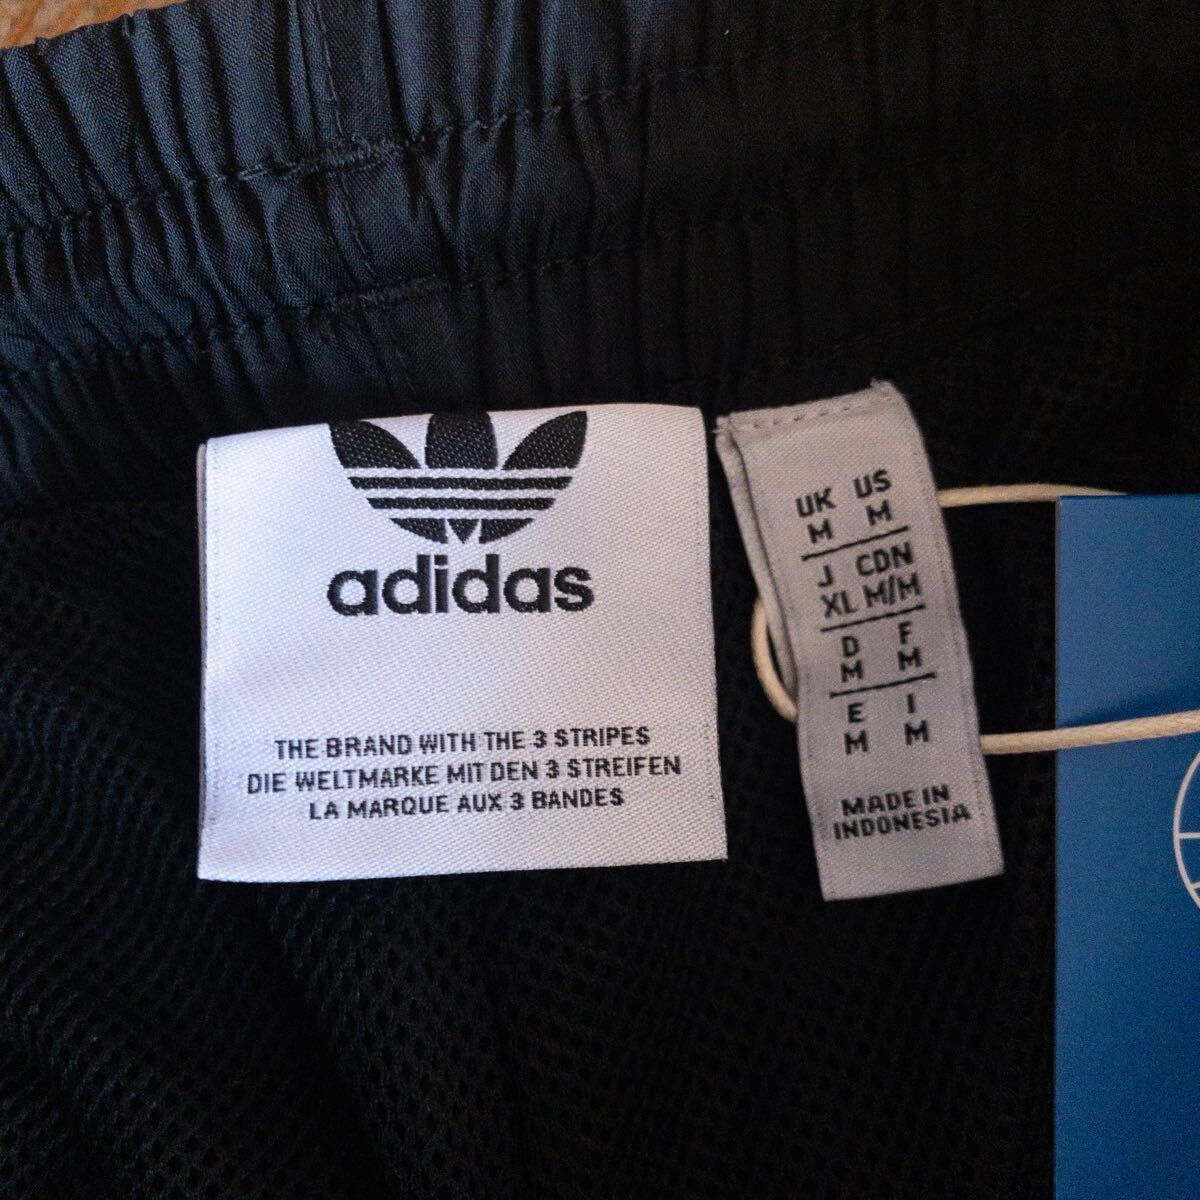 adidas
THE BRAND WITH THE 3 STRIPES
DIE WELTMARKE MIT DEN 3 STREIFEN
LA MARQUE AUX 3 BANDES
UK US
M M
J CDN
XL M/M
D F
M M
E I
M M
MADE IN
INDONESIA